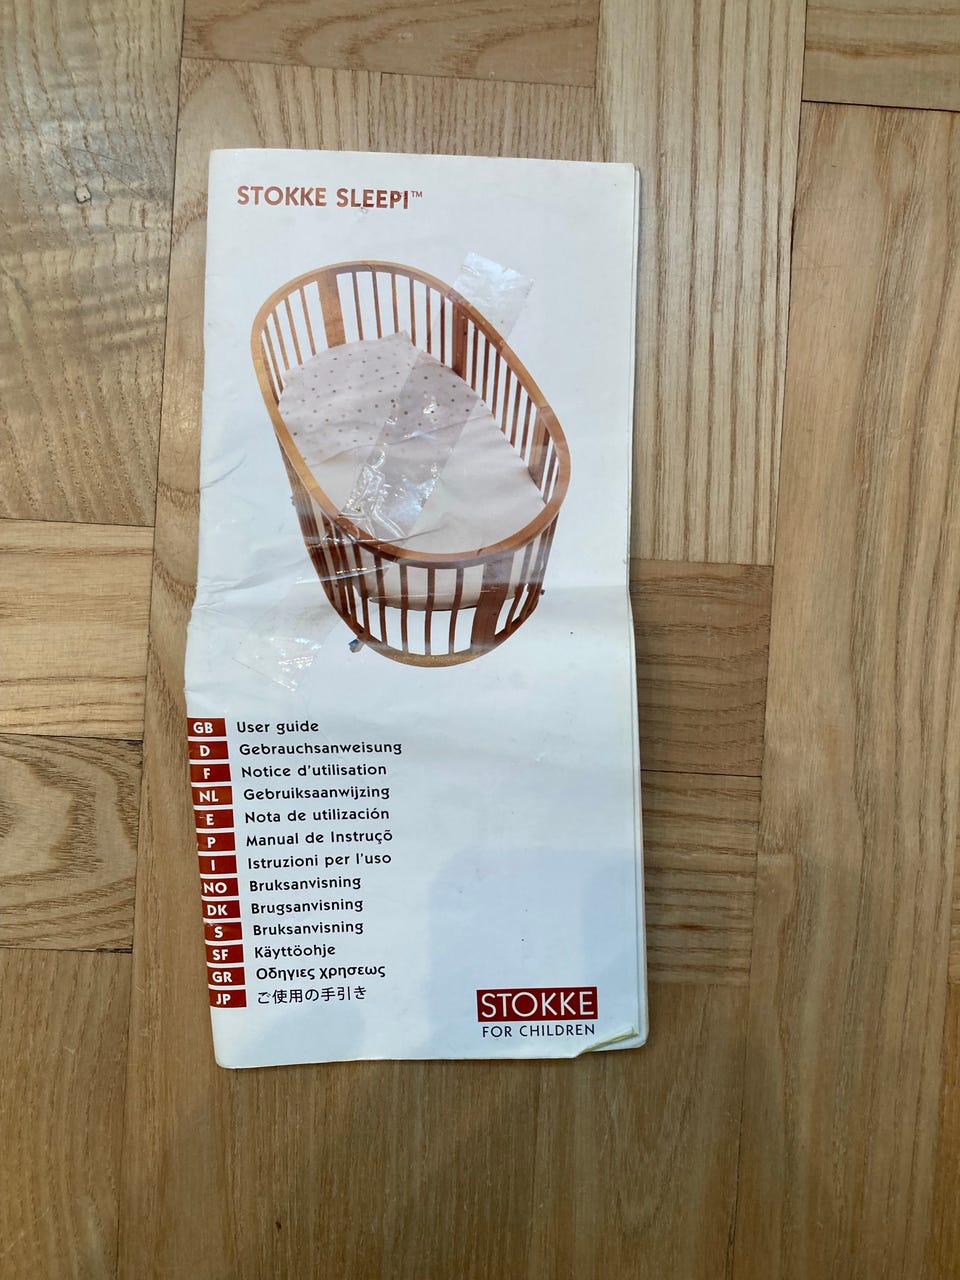 STOKKE SLEEPI™
GB User guide
D Gebrauchsanweisung
F Notice d'utilisation
NL Gebruiksaanwijzing
E Nota de utilización
P Manual de Instruçõ
I Istruzioni per l'uso
NO Bruksanvisning
DK Brugsanvisning
S Bruksanvisning
SF Käyttöohje
GR Οδηγιες χρησεως
JP ご使用の手引き
STOKKE
FOR CHILDREN